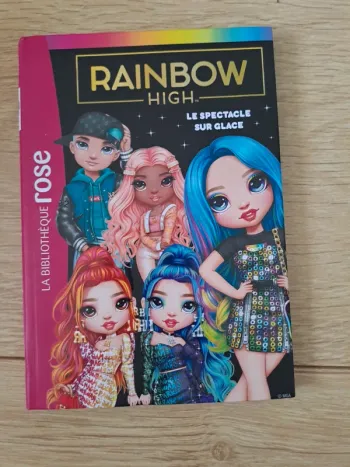 RAINBOW
HIGH
LE SPECTACLE
SUR GLACE
LA BIBLIOTHÈQUE rose